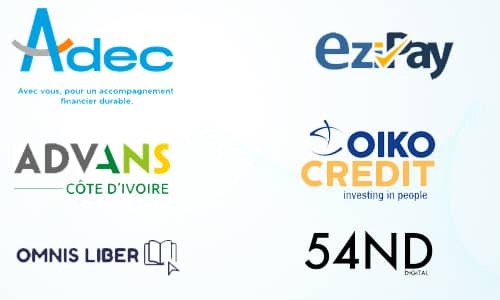 Adec
Avec vous, pour un accompagnement
financier durable.
eziPay
ADVANS
CÔTE D'IVOIRE
OIKO
CREDIT
investing in people
OMNIS LIBER
54ND
DIGITAL